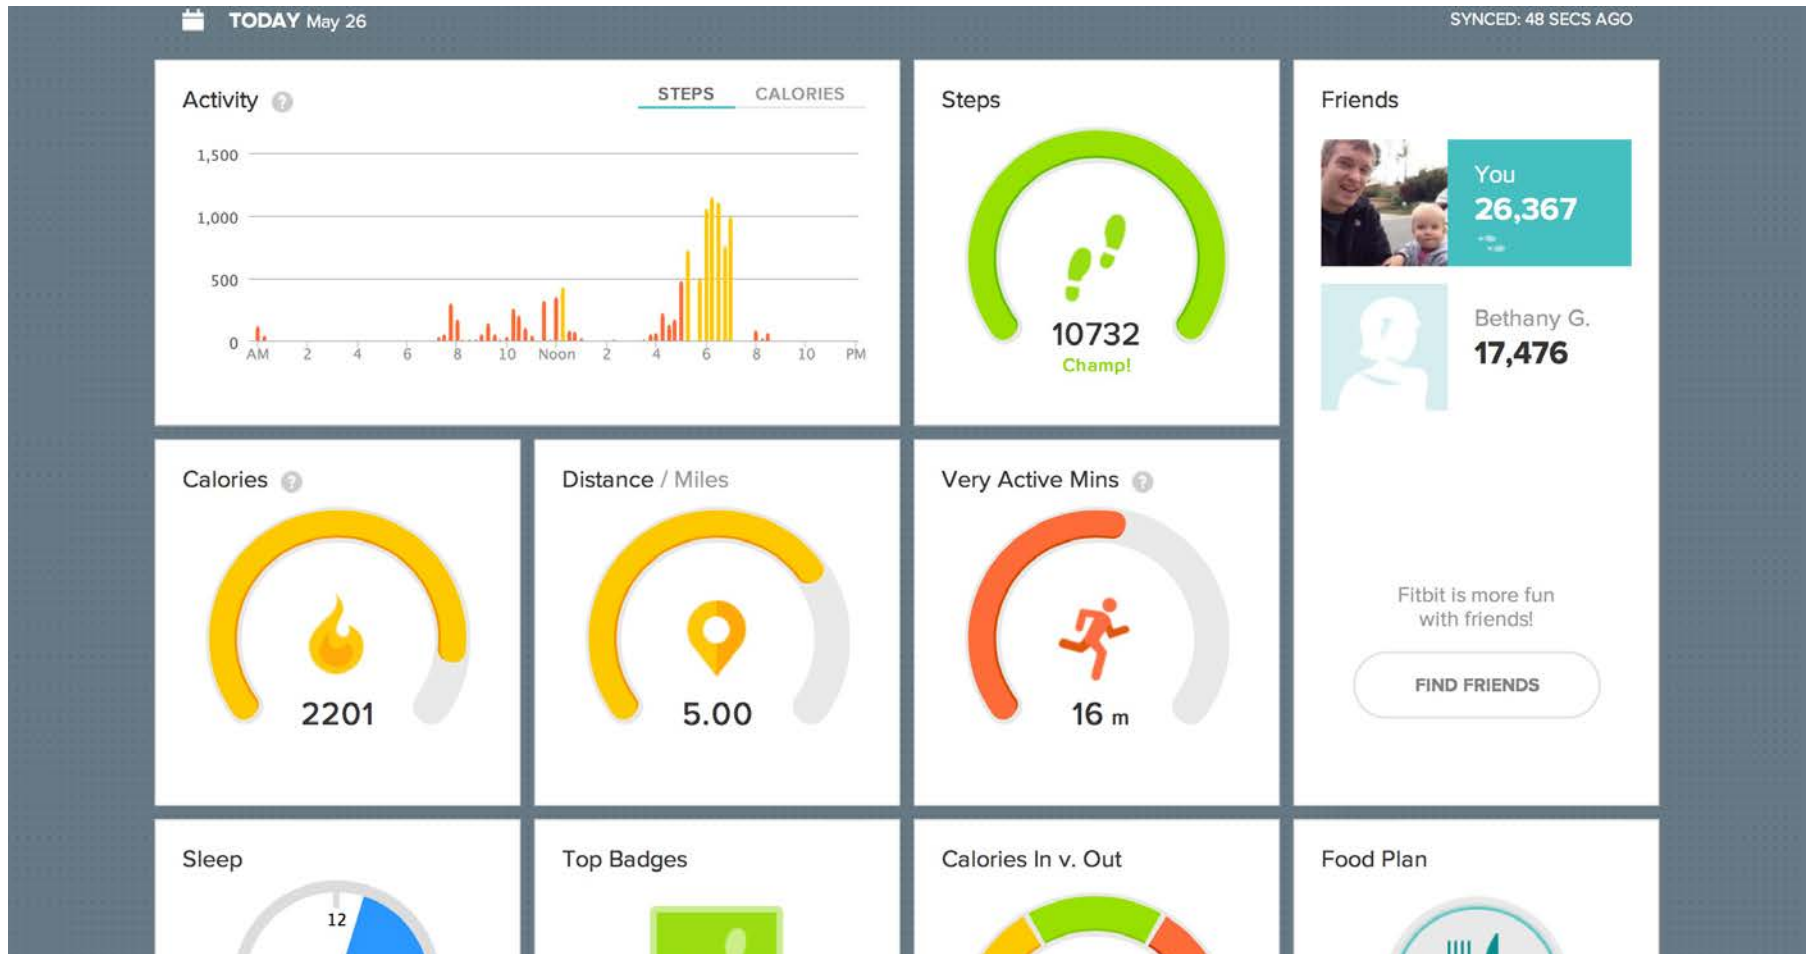 TODAY May 26
SYNCED: 48 SECS AGO
Activity ?
STEPS CALORIES
1,500
1,000
500
0
AM 2 4 6 8 10 Noon 2 4 6 8 10 PM
Steps
10732
Champ!
Friends
You
26,367
Bethany G.
17,476
Fitbit is more fun
with friends!
FIND FRIENDS
Calories ?
2201
Distance / Miles
5.00
Very Active Mins ?
16 m
Sleep
12
Top Badges
Calories In v. Out
Food Plan